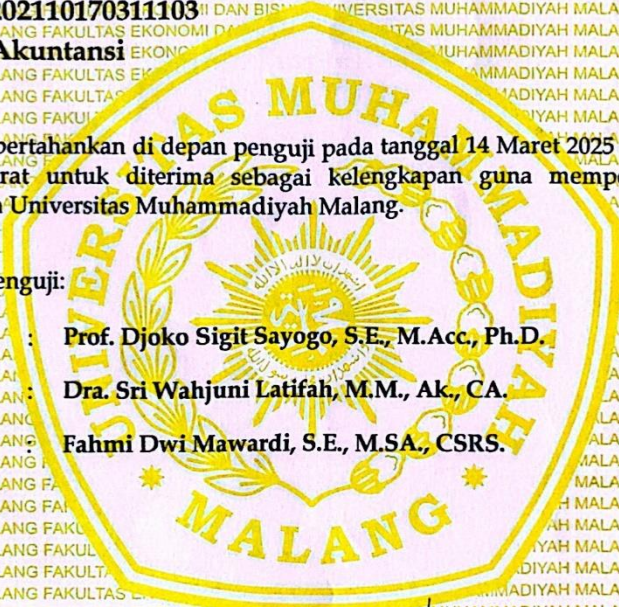 202110170311103
Akuntansi
pertahankan di depan penguji pada tanggal 14 Maret 2025
rat untuk diterima sebagai kelengkapan guna mempe
Universitas Muhammadiyah Malang.
enguji:
: Prof. Djoko Sigit Sayogo, S.E., M.Acc., Ph.D.
: Dra. Sri Wahjuni Latifah, M.M., Ak., CA.
: Fahmi Dwi Mawardi, S.E., M.SA., CSRS.
UNIVERSITAS MUHAMMADIYAH
MALANG